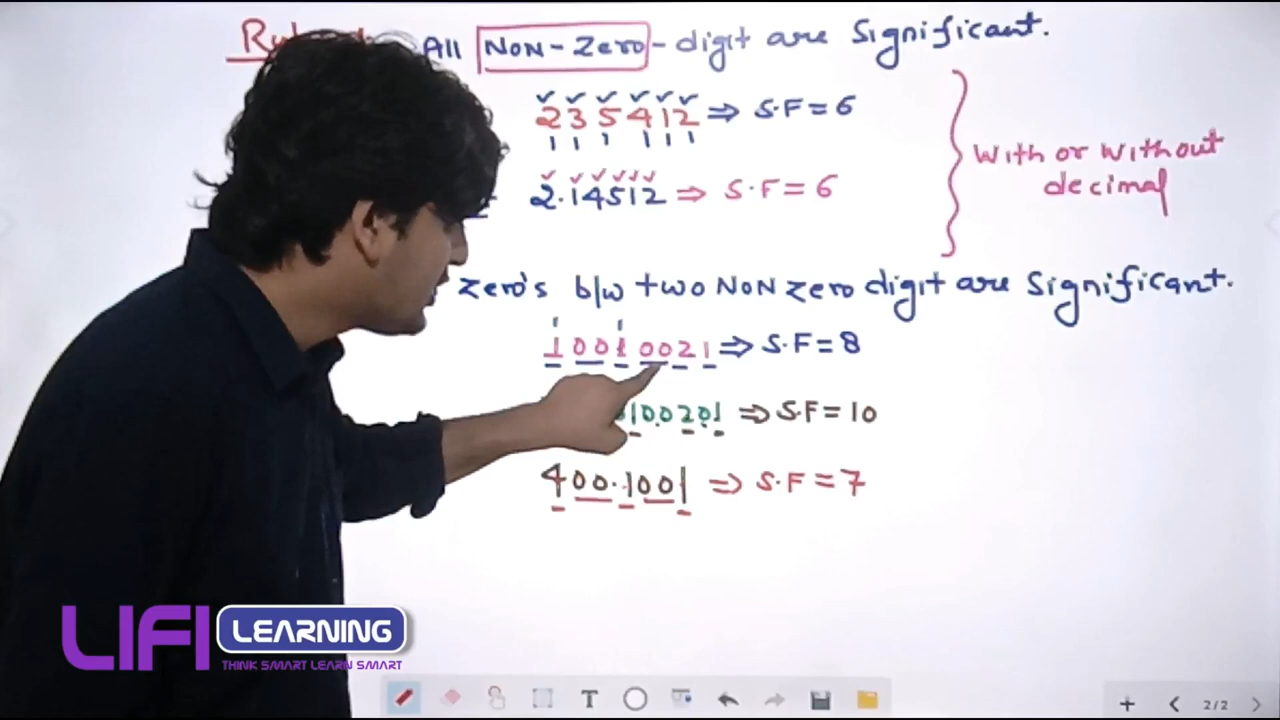 All NON-Zero-digit are Significant.
235412 ⇒ S.F = 6
2.14512 ⇒ S.F = 6
With or without
decimal
Zero's b/w two NON zero digit are Significant.
10010021 ⇒ S.F = 8
100201 ⇒ S.F = 10
400.1001 ⇒ S.F = 7
LIFI LEARNING
THINK SMART LEARN SMART
T
2/2